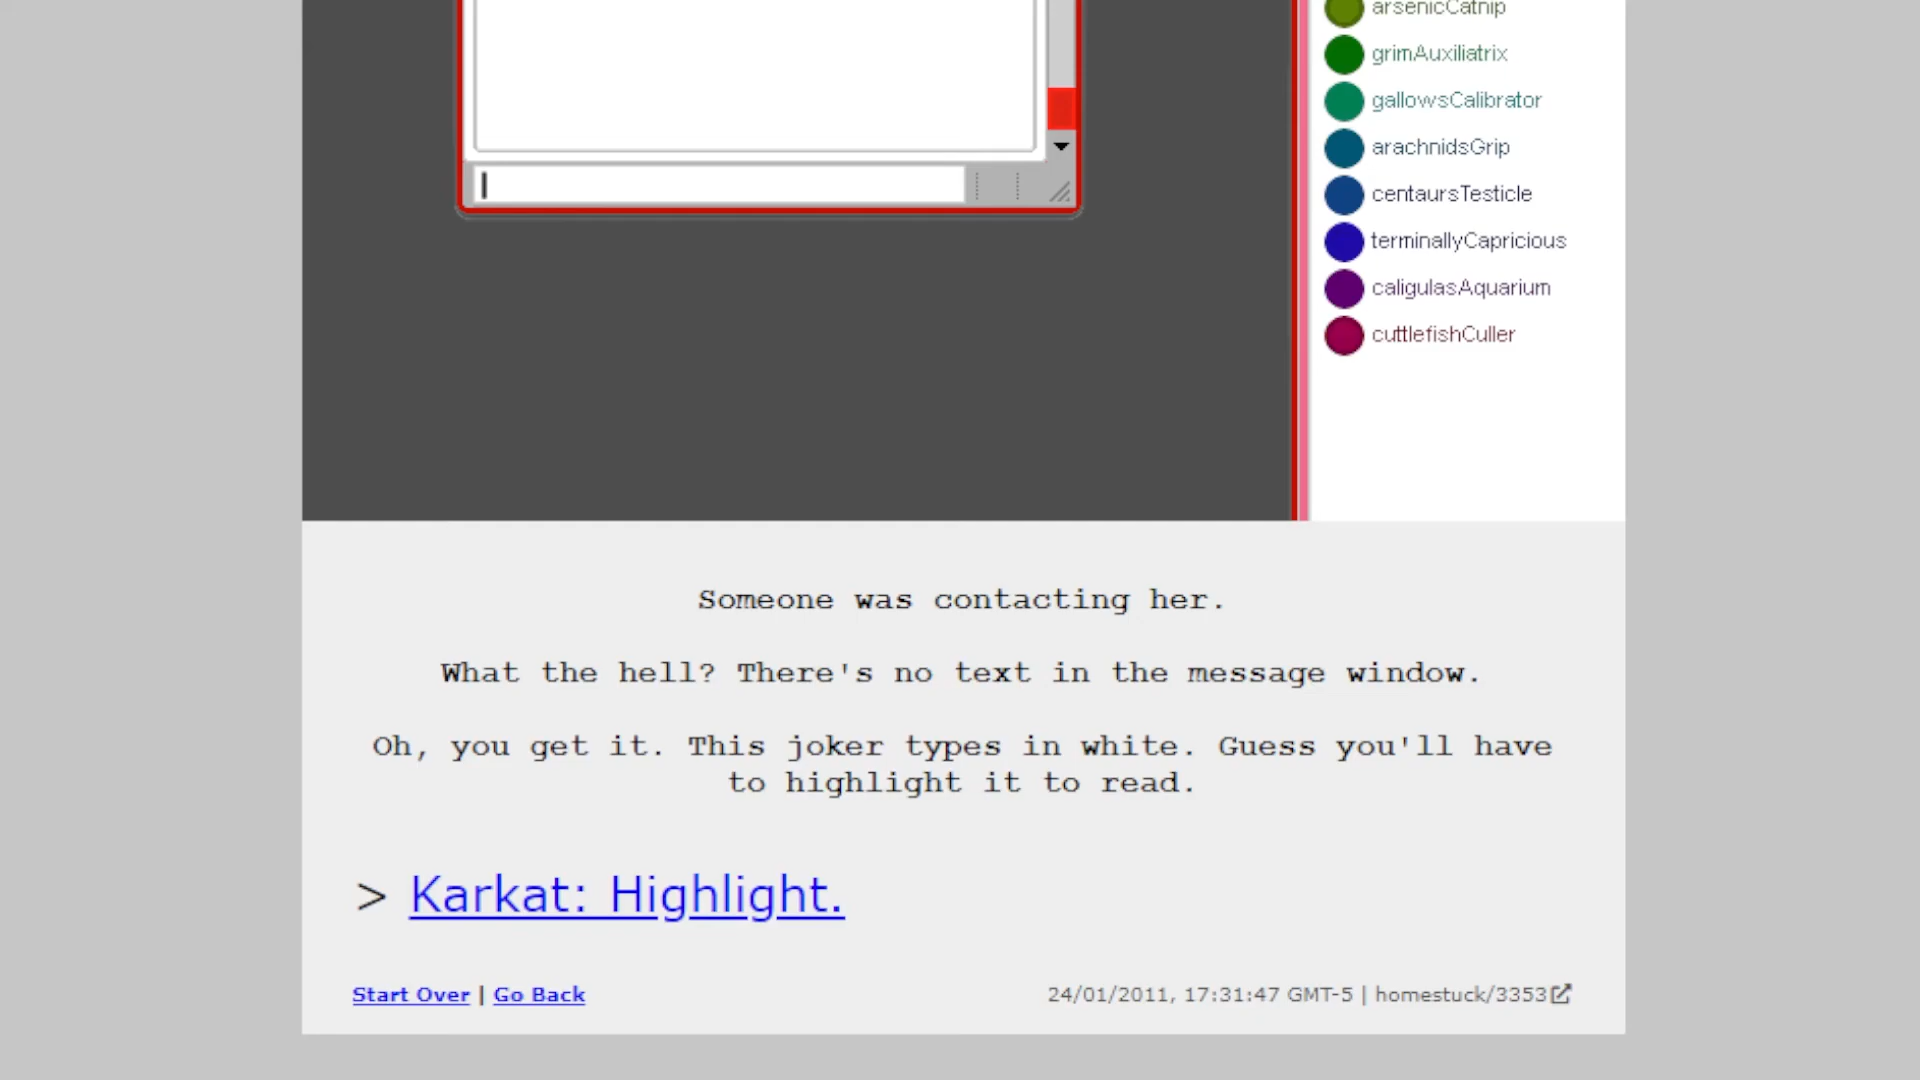 arsenicCatnip
grimAuxiliatrix
gallowsCalibrator
arachnidsGrip
centaursTesticle
terminallyCapricious
caligulasAquarium
cuttlefishCuller
Someone was contacting her.
What the hell? There's no text in the message window.
Oh, you get it. This joker types in white. Guess you'll have
to highlight it to read.
> Karkat: Highlight.
Start Over | Go Back
24/01/2011, 17:31:47 GMT-5 | homestuck/3353